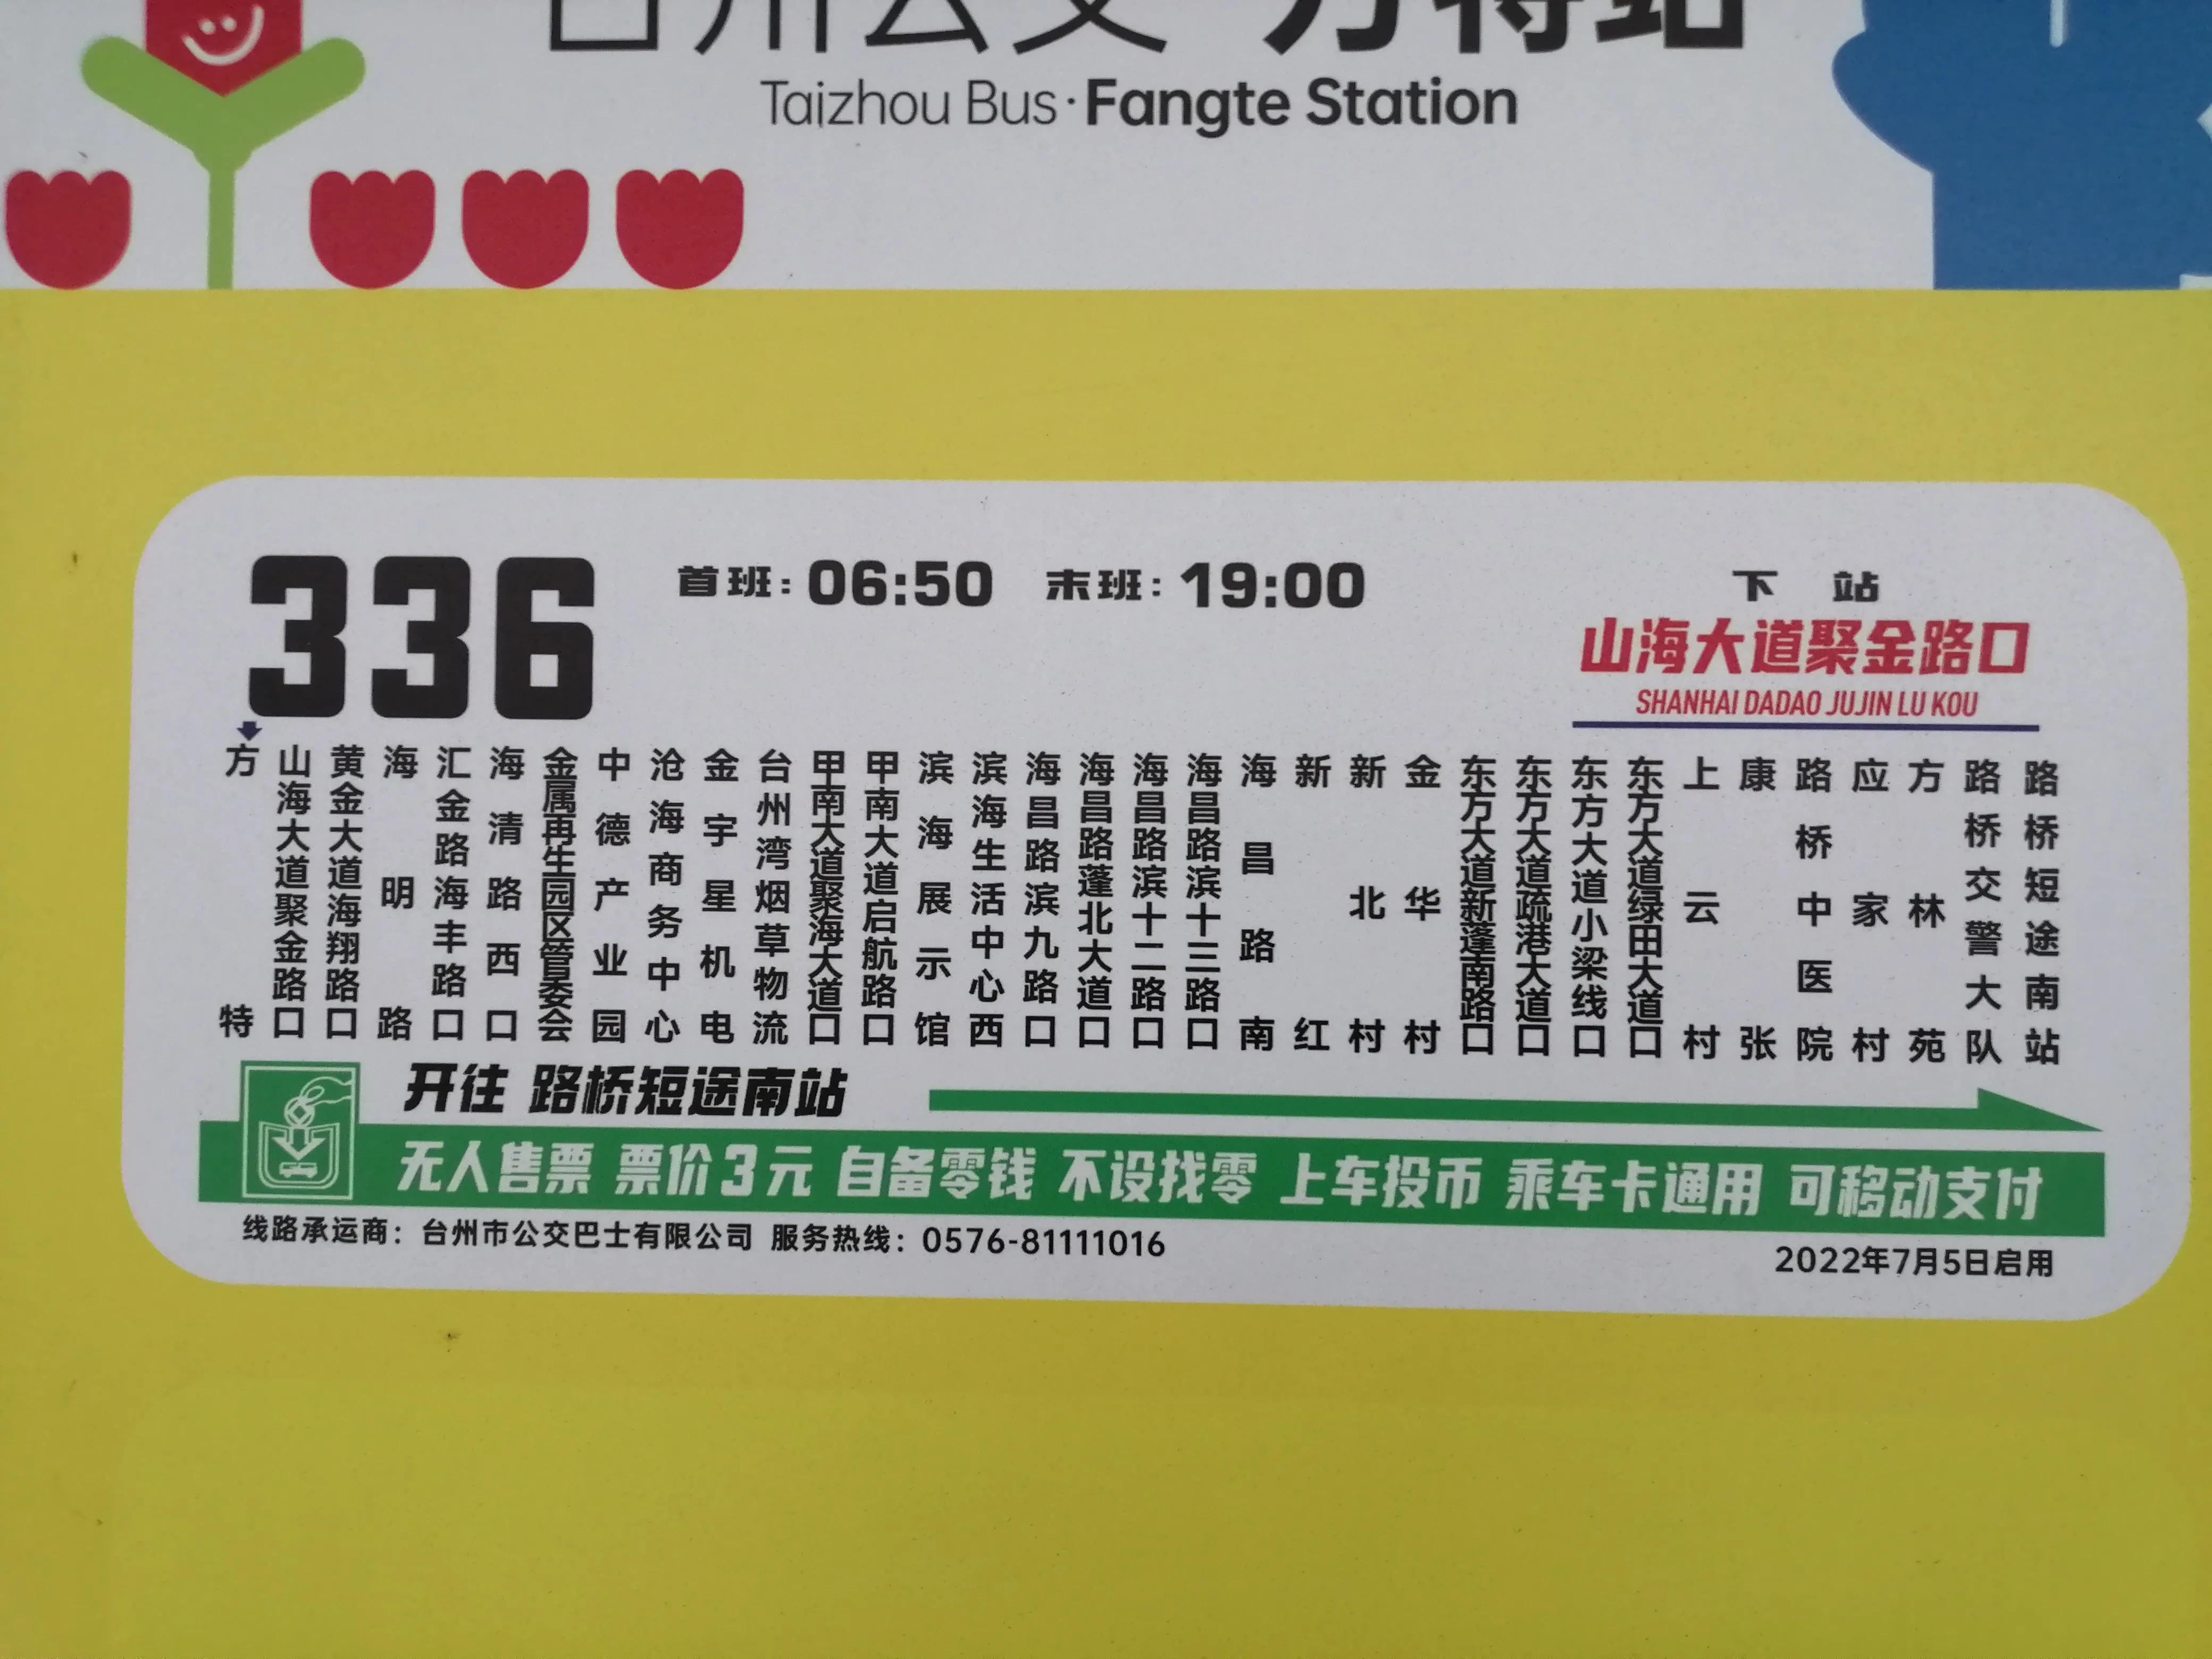 台州公交 方特站
Taizhou Bus·Fangte Station
336
首班：06:50 末班：19:00
下 站
山海大道聚金路口
SHANHAI DADAO JUJIN LU KOU
方特
山海大道聚金路口
黄金大道海翔路口
海明路
汇金路海丰路口
海清路西口
金属再生园区管委会
中德产业园
沧海商务中心
金宇星机电
台州湾烟草物流
甲南大道聚海大道口
甲南大道启航路口
滨海展示馆
滨海生活中心西
海昌路滨九路口
海昌路蓬北大道口
海昌路滨十二路口
海昌路滨十三路口
海昌路南
新红
新北村
金华村
东方大道新蓬南路口
东方大道疏港大道口
东方大道小梁线口
东方大道绿田大道口
上云村
康张
路桥中医院
应家村
方林苑
路桥交警大队
路桥短途南站
开往 路桥短途南站
无人售票 票价3元 自备零钱 不设找零 上车投币 乘车卡通用 可移动支付
线路承运商：台州市公交巴士有限公司 服务热线：0576-81111016
2022年7月5日启用